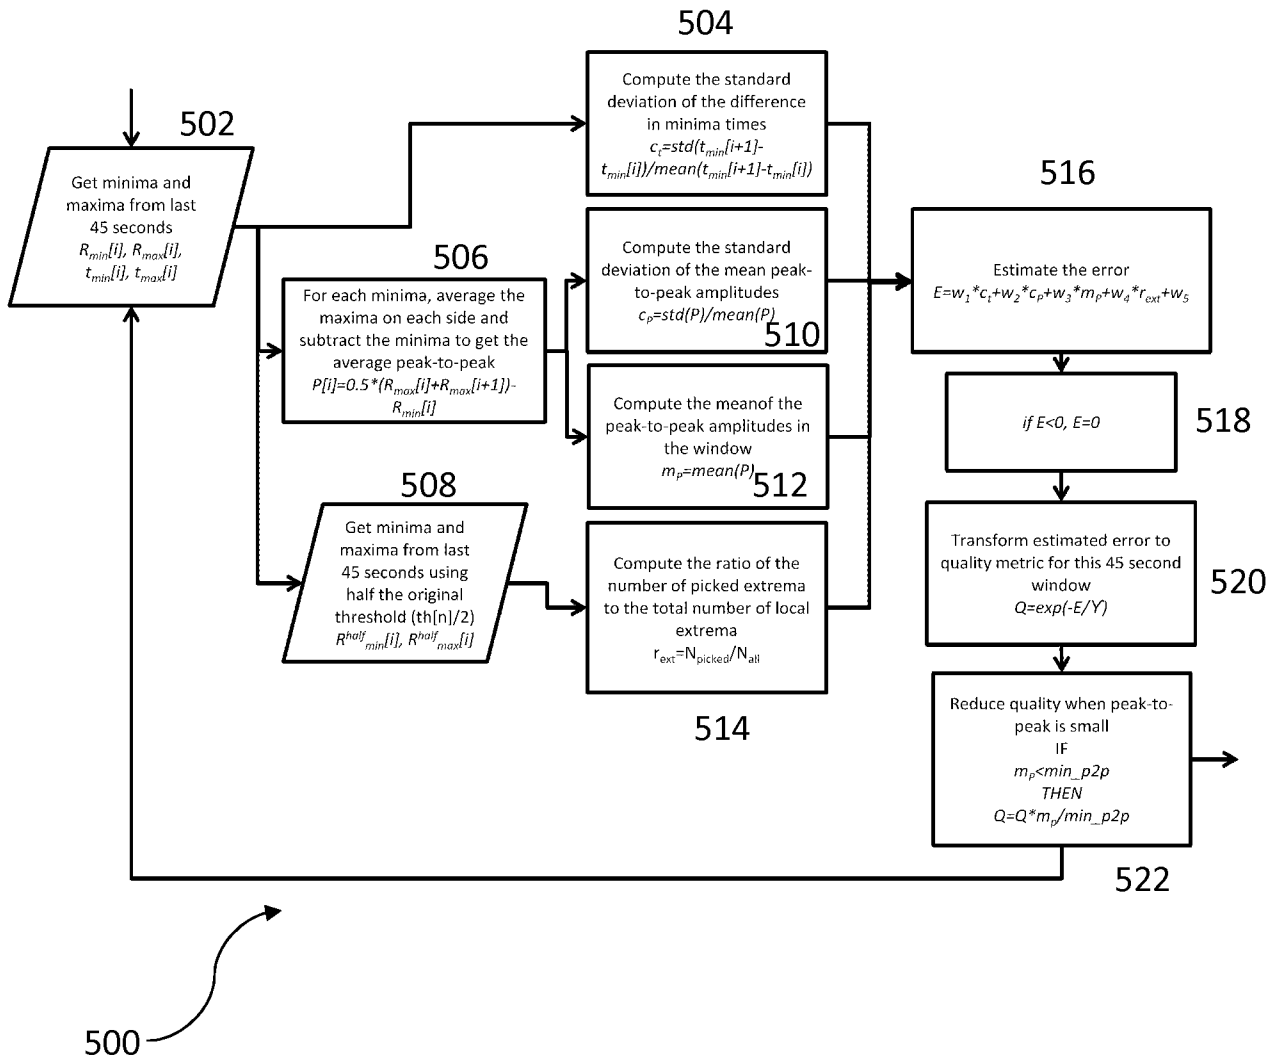 502
Get minima and
maxima from last
45 seconds
R_min[i], R_max[i],
t_min[i], t_max[i]
504
Compute the standard
deviation of the difference
in minima times
c_t=std(t_min[i+1]-
t_min[i])/mean(t_min[i+1]-t_min[i])
506
For each minima, average the
maxima on each side and
subtract the minima to get the
average peak-to-peak
P[i]=0.5*(R_max[i]+R_max[i+1])-
R_min[i]
508
Get minima and
maxima from last
45 seconds using
half the original
threshold (th[n]/2)
R^half_min[i], R^half_max[i]
Compute the standard
deviation of the mean peak-
to-peak amplitudes
c_P=std(P)/mean(P)
510
Compute the meanof the
peak-to-peak amplitudes in
the window
m_P=mean(P)
512
Compute the ratio of the
number of picked extrema
to the total number of local
extrema
r_ext=N_picked/N_all
514
516
Estimate the error
E=w_1*c_t+w_2*c_P+w_3*m_P+w_4*r_ext+w_5
if E<0, E=0
518
Transform estimated error to
quality metric for this 45 second
window
Q=exp(-E/ϒ)
520
Reduce quality when peak-to-
peak is small
IF
m_P<min_p2p
THEN
Q=Q*m_p/min_p2p
522
500